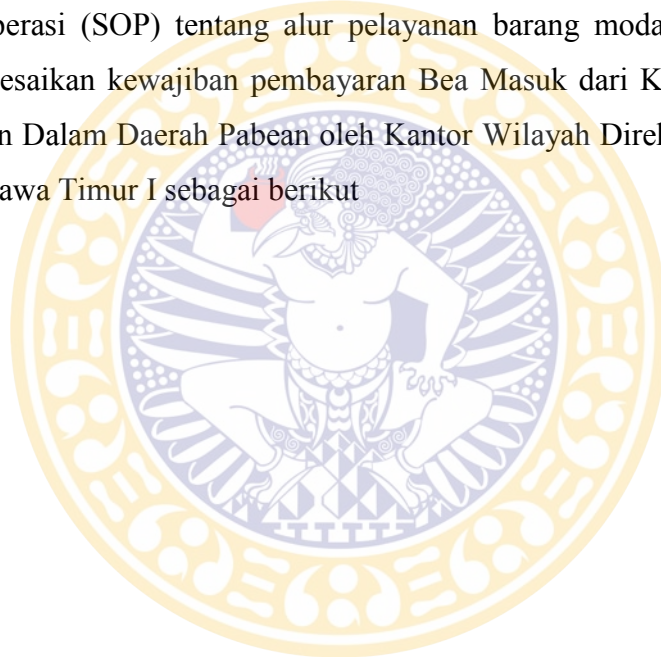 perasi (SOP) tentang alur pelayanan barang moda
esaikan kewajiban pembayaran Bea Masuk dari K
n Dalam Daerah Pabean oleh Kantor Wilayah Direk
awa Timur I sebagai berikut